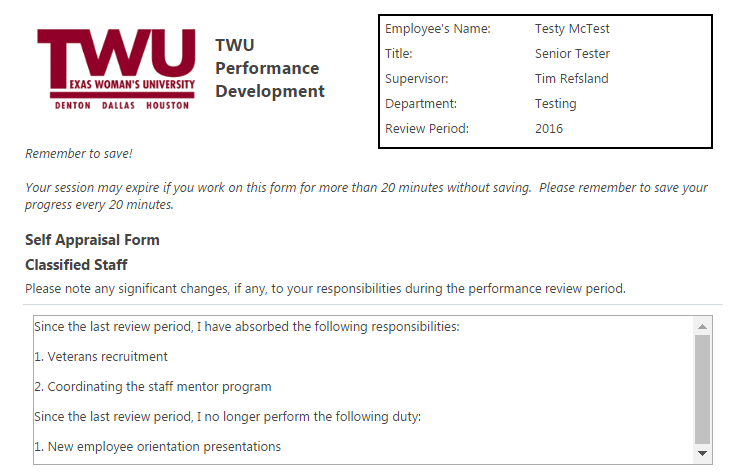 TWU
TEXAS WOMAN'S UNIVERSITY
DENTON DALLAS HOUSTON
TWU
Performance
Development
Employee's Name: Testy McTest
Title: Senior Tester
Supervisor: Tim Refsland
Department: Testing
Review Period: 2016
Remember to save!
Your session may expire if you work on this form for more than 20 minutes without saving.  Please remember to save your
progress every 20 minutes.
Self Appraisal Form
Classified Staff
Please note any significant changes, if any, to your responsibilities during the performance review period.
Since the last review period, I have absorbed the following responsibilities:
1. Veterans recruitment
2. Coordinating the staff mentor program
Since the last review period, I no longer perform the following duty:
1. New employee orientation presentations